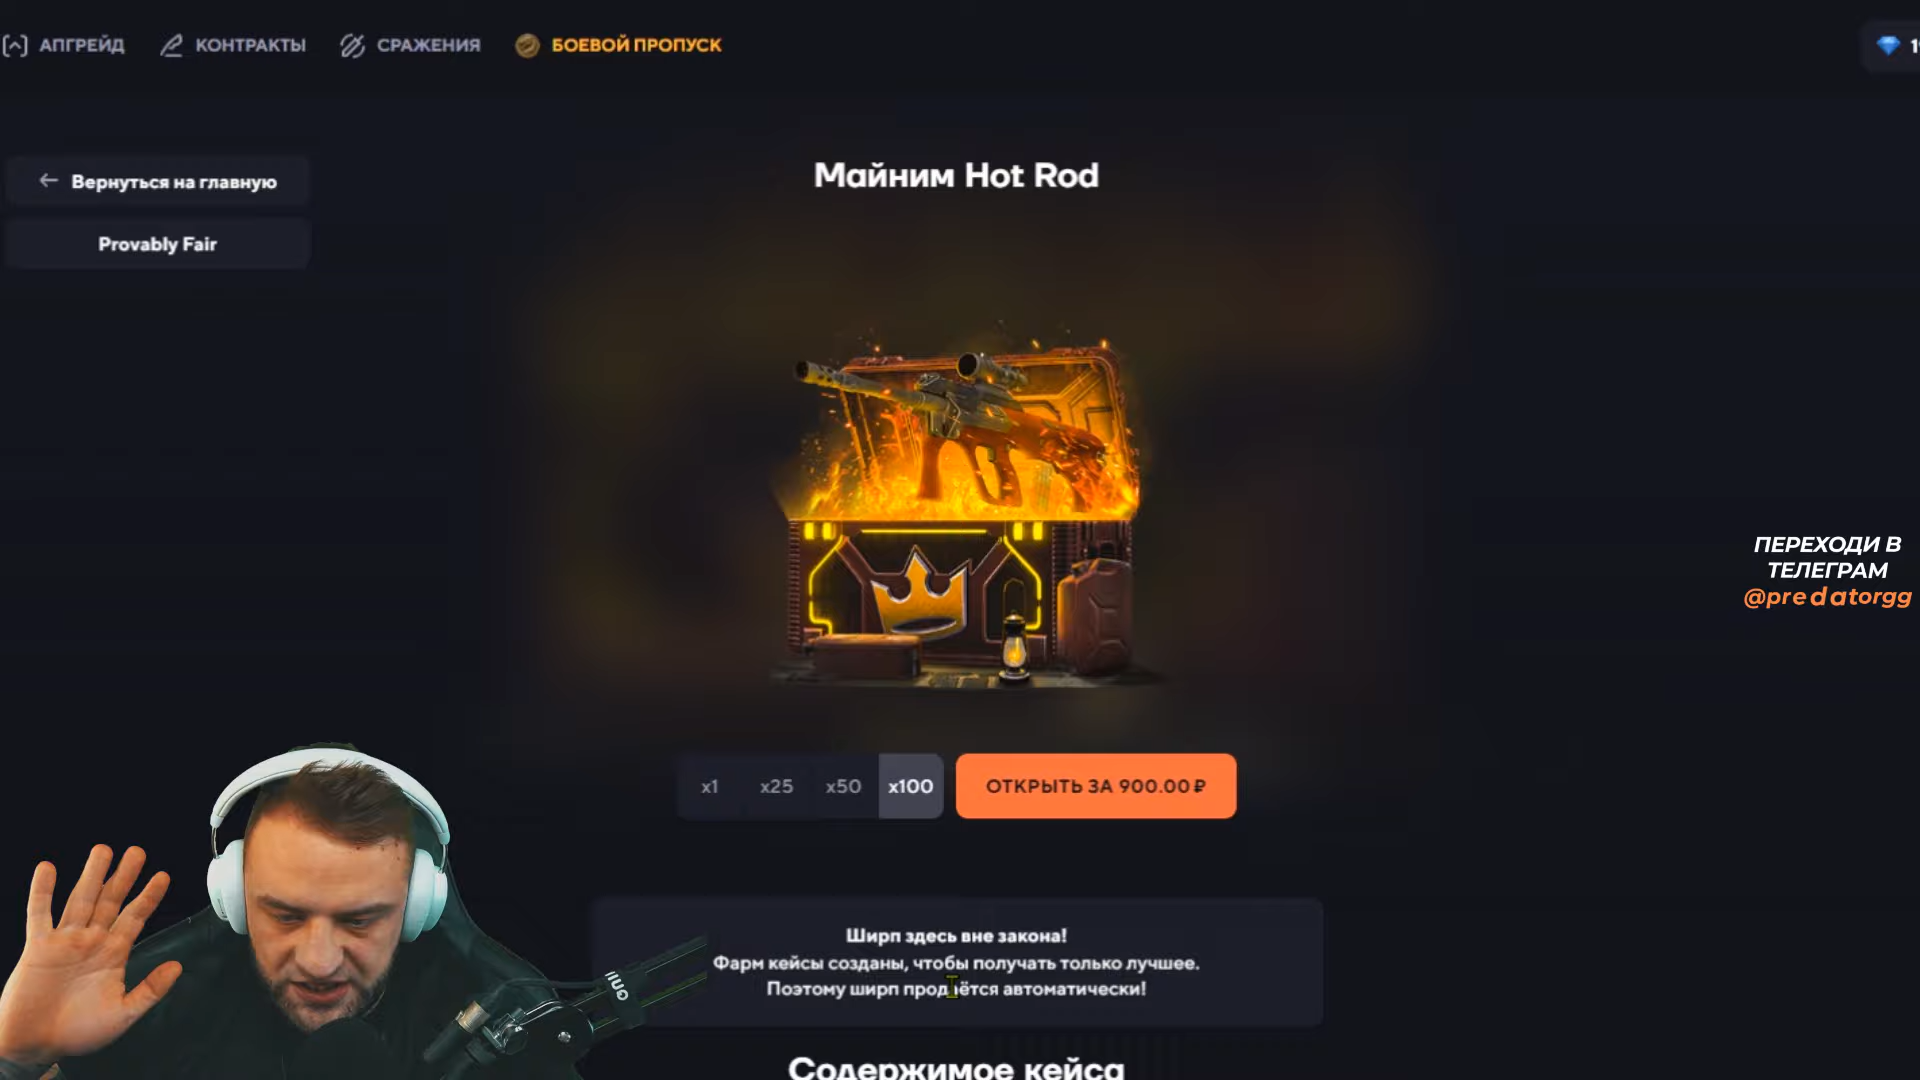 АПГРЕЙД
КОНТРАКТЫ
СРАЖЕНИЯ
БОЕВОЙ ПРОПУСК
Вернуться на главную
Provably Fair
Майним Hot Rod
ПЕРЕХОДИ В
ТЕЛЕГРАМ
@predatorgg
x1
x25
x50
x100
ОТКРЫТЬ ЗА 900.00 ₽
Ширп здесь вне закона!
Фарм кейсы созданы, чтобы получать только лучшее.
Поэтому ширп продаётся автоматически!
Содержимое кейса